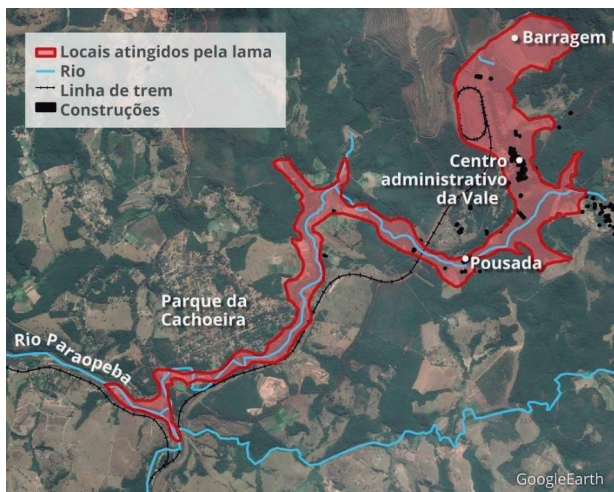 Locais atingidos pela lama
Rio
Linha de trem
Construções
Barragem I
Centro
administrativo
da Vale
Pousada
Parque da
Cachoeira
Rio Paraopeba
GoogleEarth